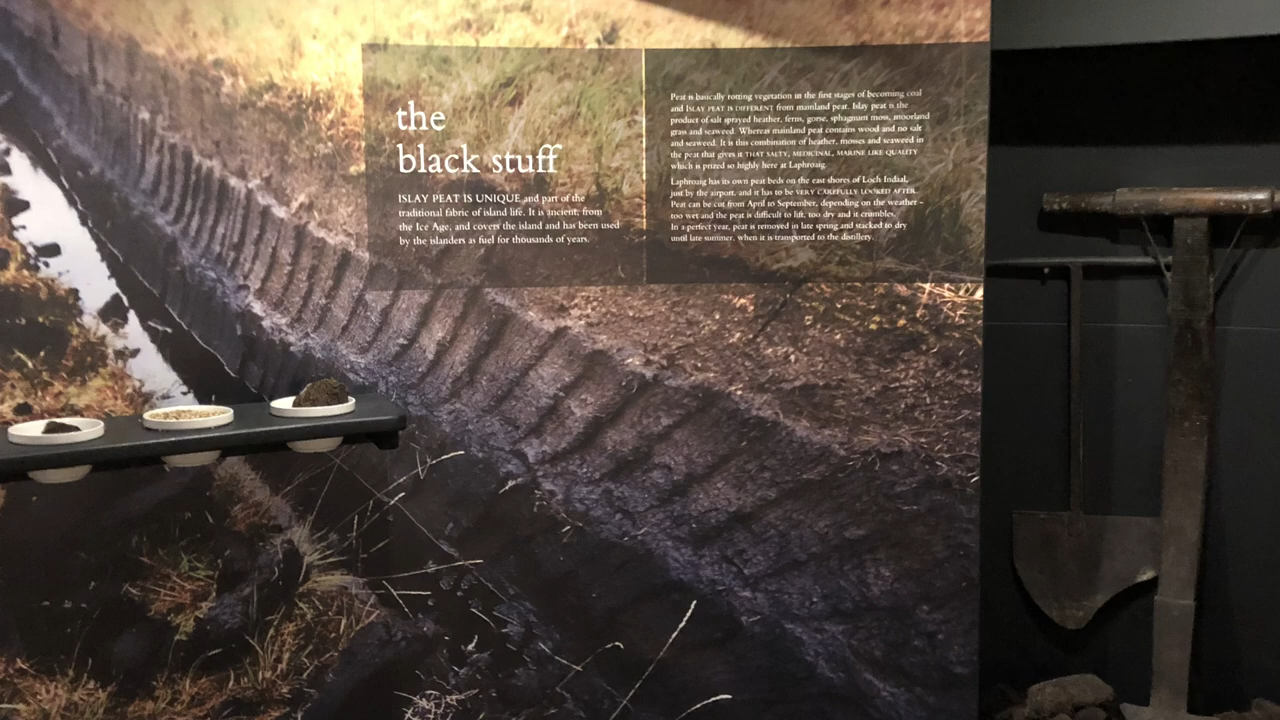 the
black stuff
ISLAY PEAT IS UNIQUE and part of the
traditional fabric of island life. It is ancient, from
the Ice Age, and covers the island and has been used
by the islanders as fuel for thousands of years.
Peat is basically rotting vegetation in the first stages of becoming coal
and ISLAY PEAT IS DIFFERENT from mainland peat. Islay peat is the
product of salt sprayed heather, ferns, gorse, sphagnum moss, moorland
grass and seaweed. Whereas mainland peat contains wood and no salt
and seaweed. It is this combination of heather, mosses and seaweed in
the peat that gives it THAT SALTY, MEDICINAL, MARINE LIKE QUALITY
which is prized so highly here at Laphroaig.
Laphroaig has its own peat beds on the east shores of Loch Indial,
just by the airport, and it has to be VERY CAREFULLY LOOKED AFTER.
Peat can be cut from April to September, depending on the weather –
too wet and the peat is difficult to lift, too dry and it crumbles.
In a perfect year, peat is removed in late spring and stacked to dry
until late summer, when it is transported to the distillery.